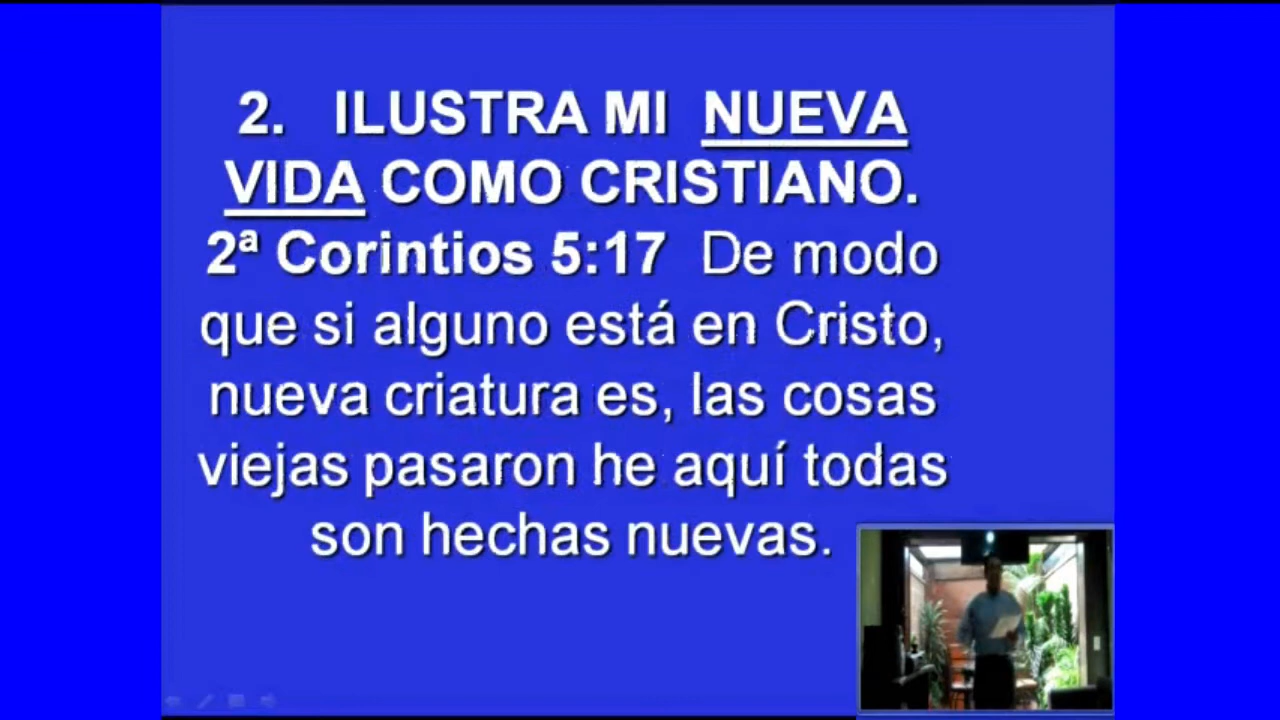 2. ILUSTRA MI NUEVA
VIDA COMO CRISTIANO.
2ª Corintios 5:17 De modo
que si alguno está en Cristo,
nueva criatura es, las cosas
viejas pasaron he aquí todas
son hechas nuevas.